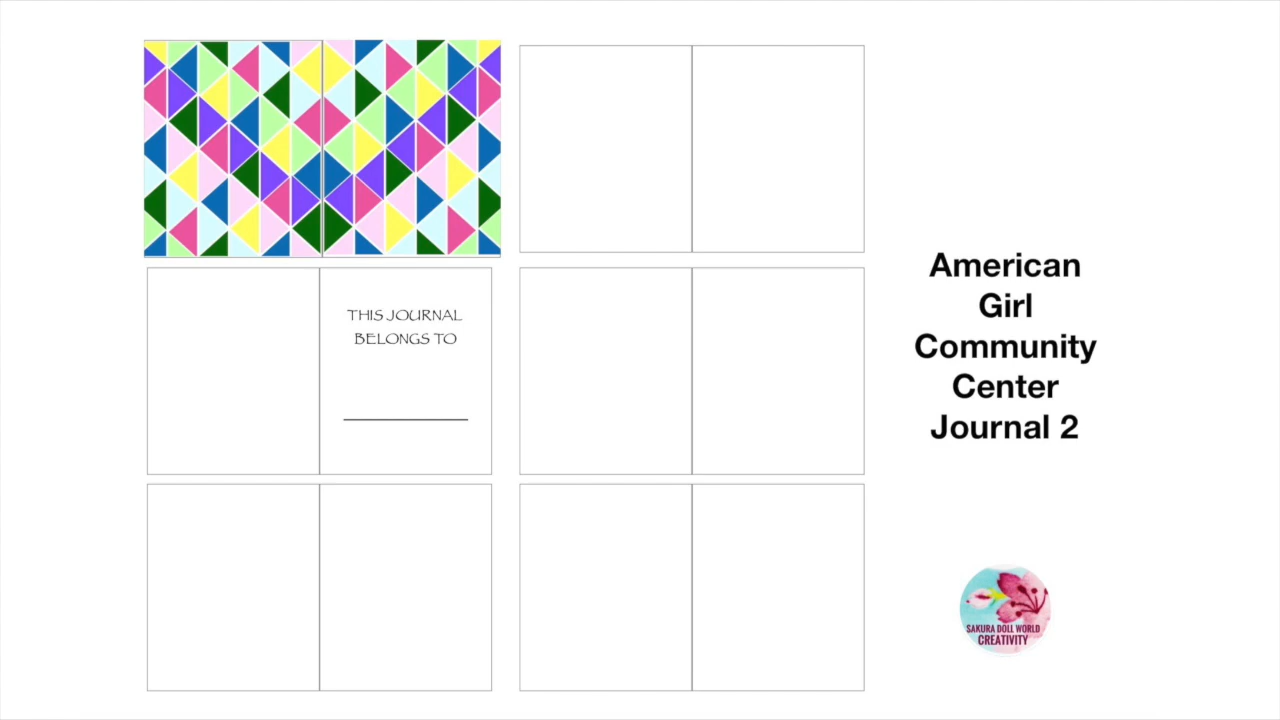 THIS JOURNAL
BELONGS TO
American
Girl
Community
Center
Journal 2
SAKURA DOLL WORLD
CREATIVITY